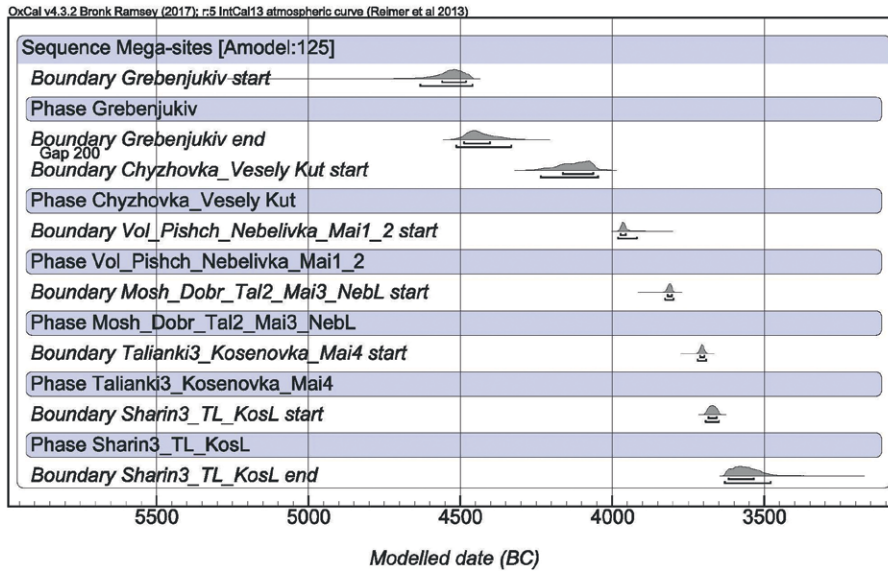 OxCal v4.3.2 Bronk Ramsey (2017); r:5 IntCal13 atmospheric curve (Reimer et al 2013)
Sequence Mega-sites [Amodel:125]
Boundary Grebenjukiv start
Phase Grebenjukiv
Boundary Grebenjukiv end
Gap 200
Boundary Chyzhovka_Vesely Kut start
Phase Chyzhovka_Vesely Kut
Boundary Vol_Pishch_Nebelivka_Mai1_2 start
Phase Vol_Pishch_Nebelivka_Mai1_2
Boundary Mosh_Dobr_Tal2_Mai3_NebL start
Phase Mosh_Dobr_Tal2_Mai3_NebL
Boundary Talianki3_Kosenovka_Mai4 start
Phase Talianki3_Kosenovka_Mai4
Boundary Sharin3_TL_KosL start
Phase Sharin3_TL_KosL
Boundary Sharin3_TL_KosL end
5500 5000 4500 4000 3500
Modelled date (BC)